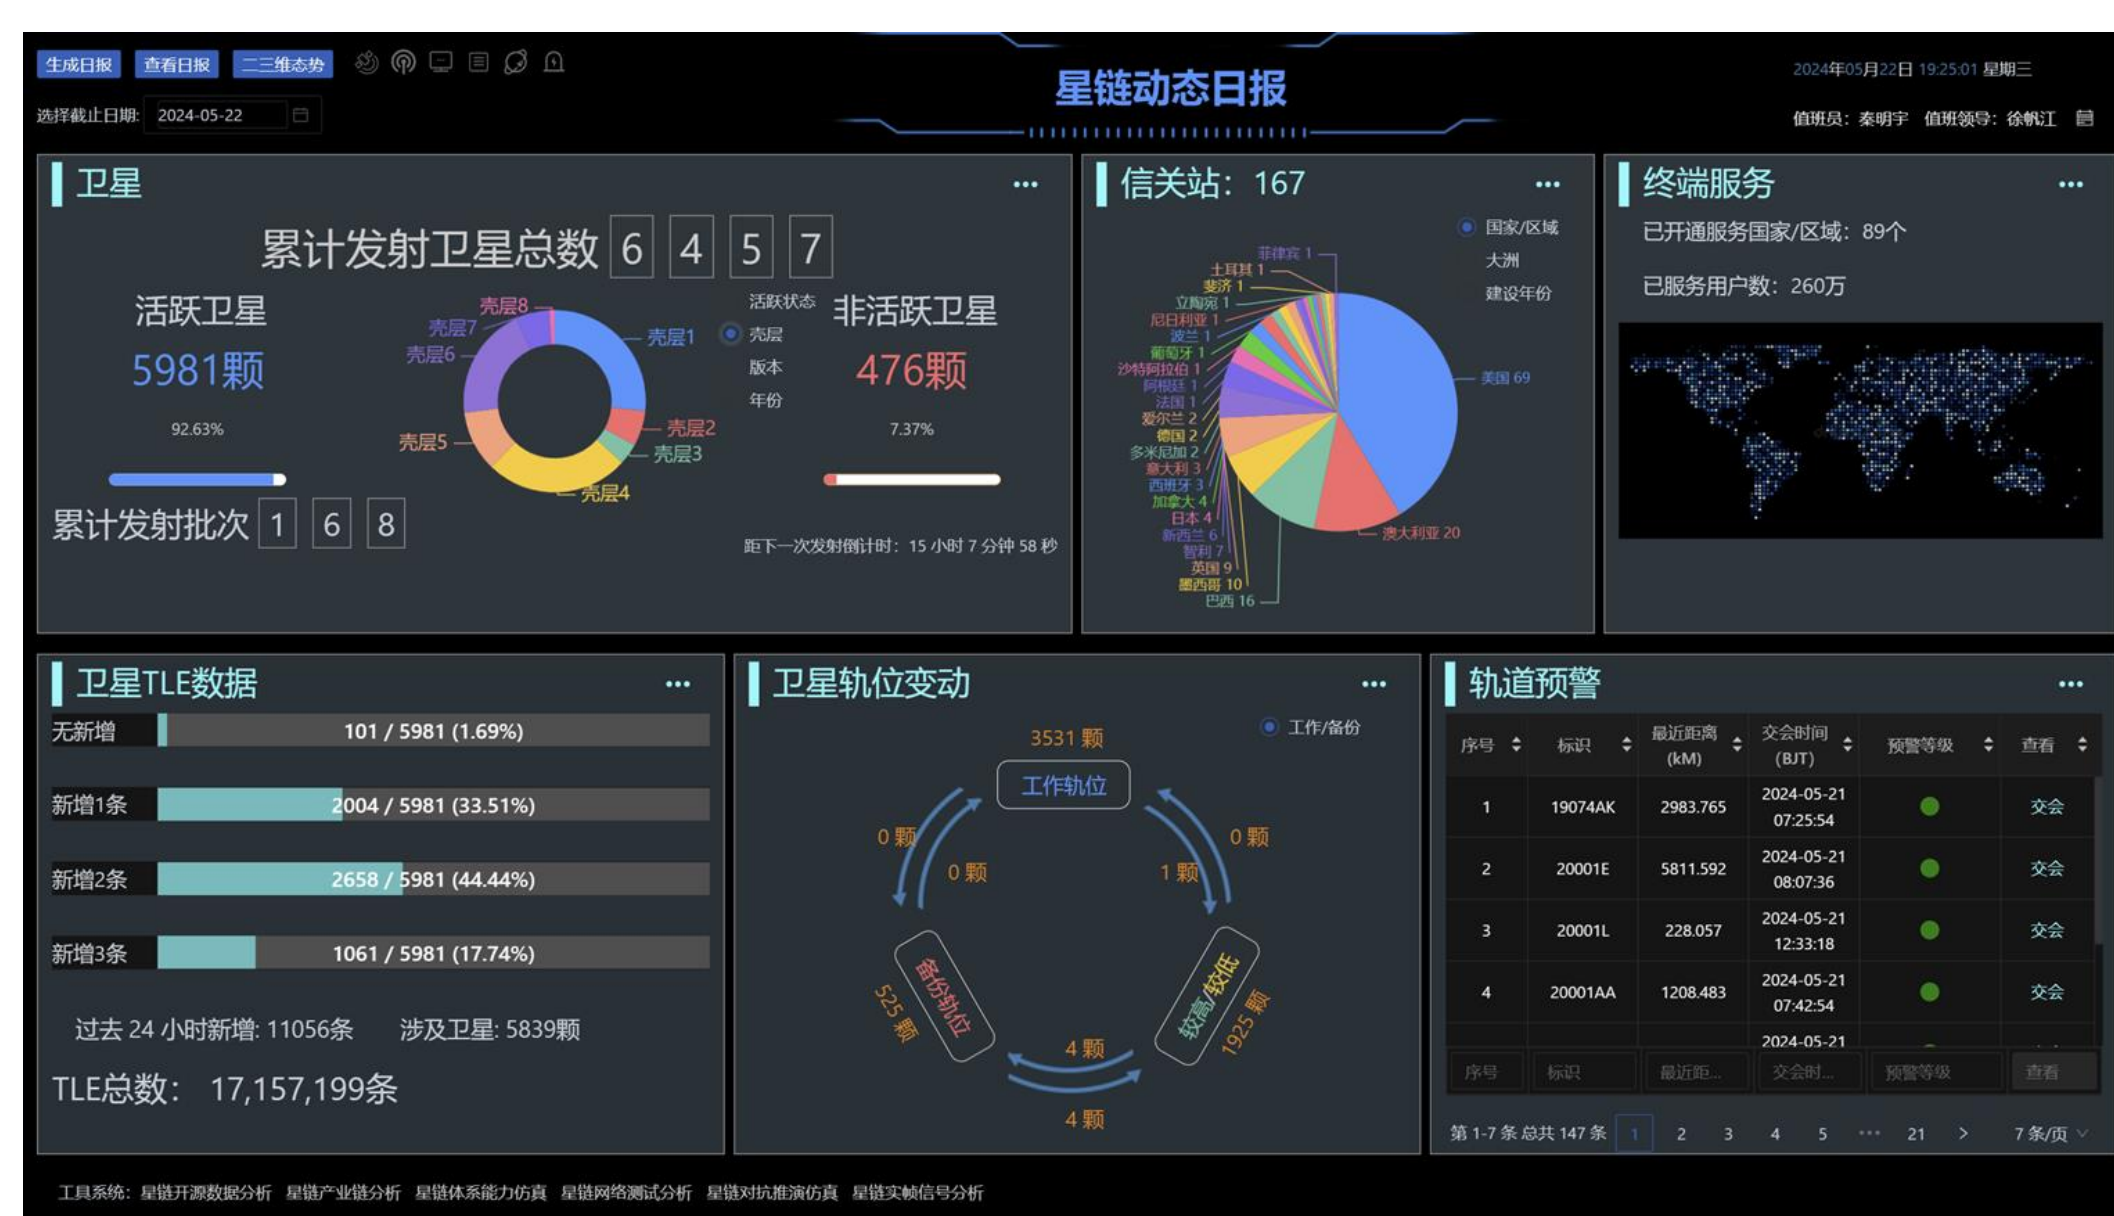 生成日报 查看日报 二三维态势
选择截止日期: 2024-05-22
星链动态日报
2024年05月22日 19:25:01 星期三
值班员：秦明宇 值班领导：徐帆江
卫星
累计发射卫星总数 6 4 5 7
活跃卫星
5981颗
92.63%
壳层8
壳层7
壳层6
壳层5
壳层1
壳层2
壳层3
壳层4
活跃状态
壳层
版本
年份
非活跃卫星
476颗
7.37%
累计发射批次 1 6 8
距下一次发射倒计时：15 小时 7 分钟 58 秒
信关站：167
国家/区域
大洲
建设年份
菲律宾 1
土耳其 1
斐济 1
立陶宛 1
尼日利亚 1
波兰 1
葡萄牙 1
沙特阿拉伯 1
阿根廷 1
法国 1
爱尔兰 2
德国 2
多米尼加 2
意大利 3
西班牙 3
加拿大 4
日本 4
新西兰 6
智利 7
英国 9
墨西哥 10
巴西 16
美国 69
澳大利亚 20
终端服务
已开通服务国家/区域：89个
已服务用户数：260万
卫星TLE数据
无新增 101 / 5981 (1.69%)
新增1条 2004 / 5981 (33.51%)
新增2条 2658 / 5981 (44.44%)
新增3条 1061 / 5981 (17.74%)
过去 24 小时新增: 11056条 涉及卫星: 5839颗
TLE总数： 17,157,199条
卫星轨位变动
工作/备份
3531 颗
工作轨位
0 颗
0 颗
0 颗
1 颗
备份轨位
525 颗
较高/较低
1925 颗
4 颗
4 颗
轨道预警
序号 标识 最近距离(kM) 交会时间(BJT) 预警等级 查看
1 19074AK 2983.765 2024-05-21 07:25:54 交会
2 20001E 5811.592 2024-05-21 08:07:36 交会
3 20001L 228.057 2024-05-21 12:33:18 交会
4 20001AA 1208.483 2024-05-21 07:42:54 交会
2024-05-21
序号 标识 最近距... 交会时... 预警等级 查看
第 1-7 条 总共 147 条 1 2 3 4 5 ••• 21 > 7 条/页
工具系统：星链开源数据分析 星链产业链分析 星链体系能力仿真 星链网络测试分析 星链对抗推演仿真 星链实帧信号分析